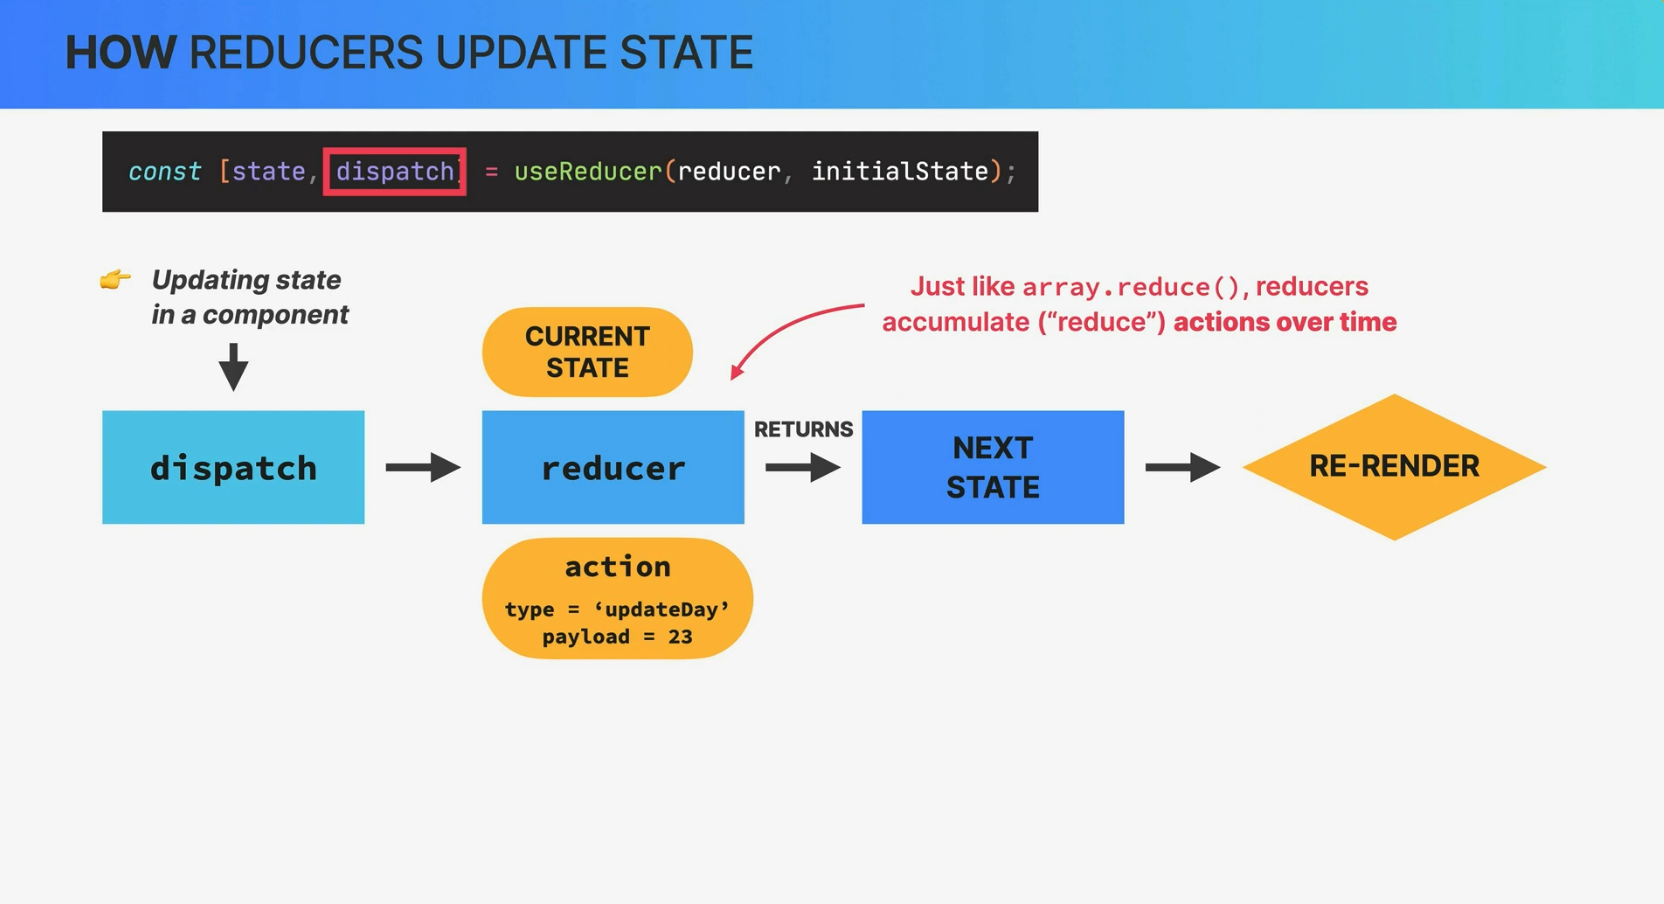 HOW REDUCERS UPDATE STATE
const [state, dispatch] = useReducer(reducer, initialState);
Updating state
in a component
Just like array.reduce(), reducers
accumulate (“reduce”) actions over time
CURRENT
STATE
dispatch
reducer
RETURNS
NEXT
STATE
RE-RENDER
action
type = ‘updateDay’
payload = 23